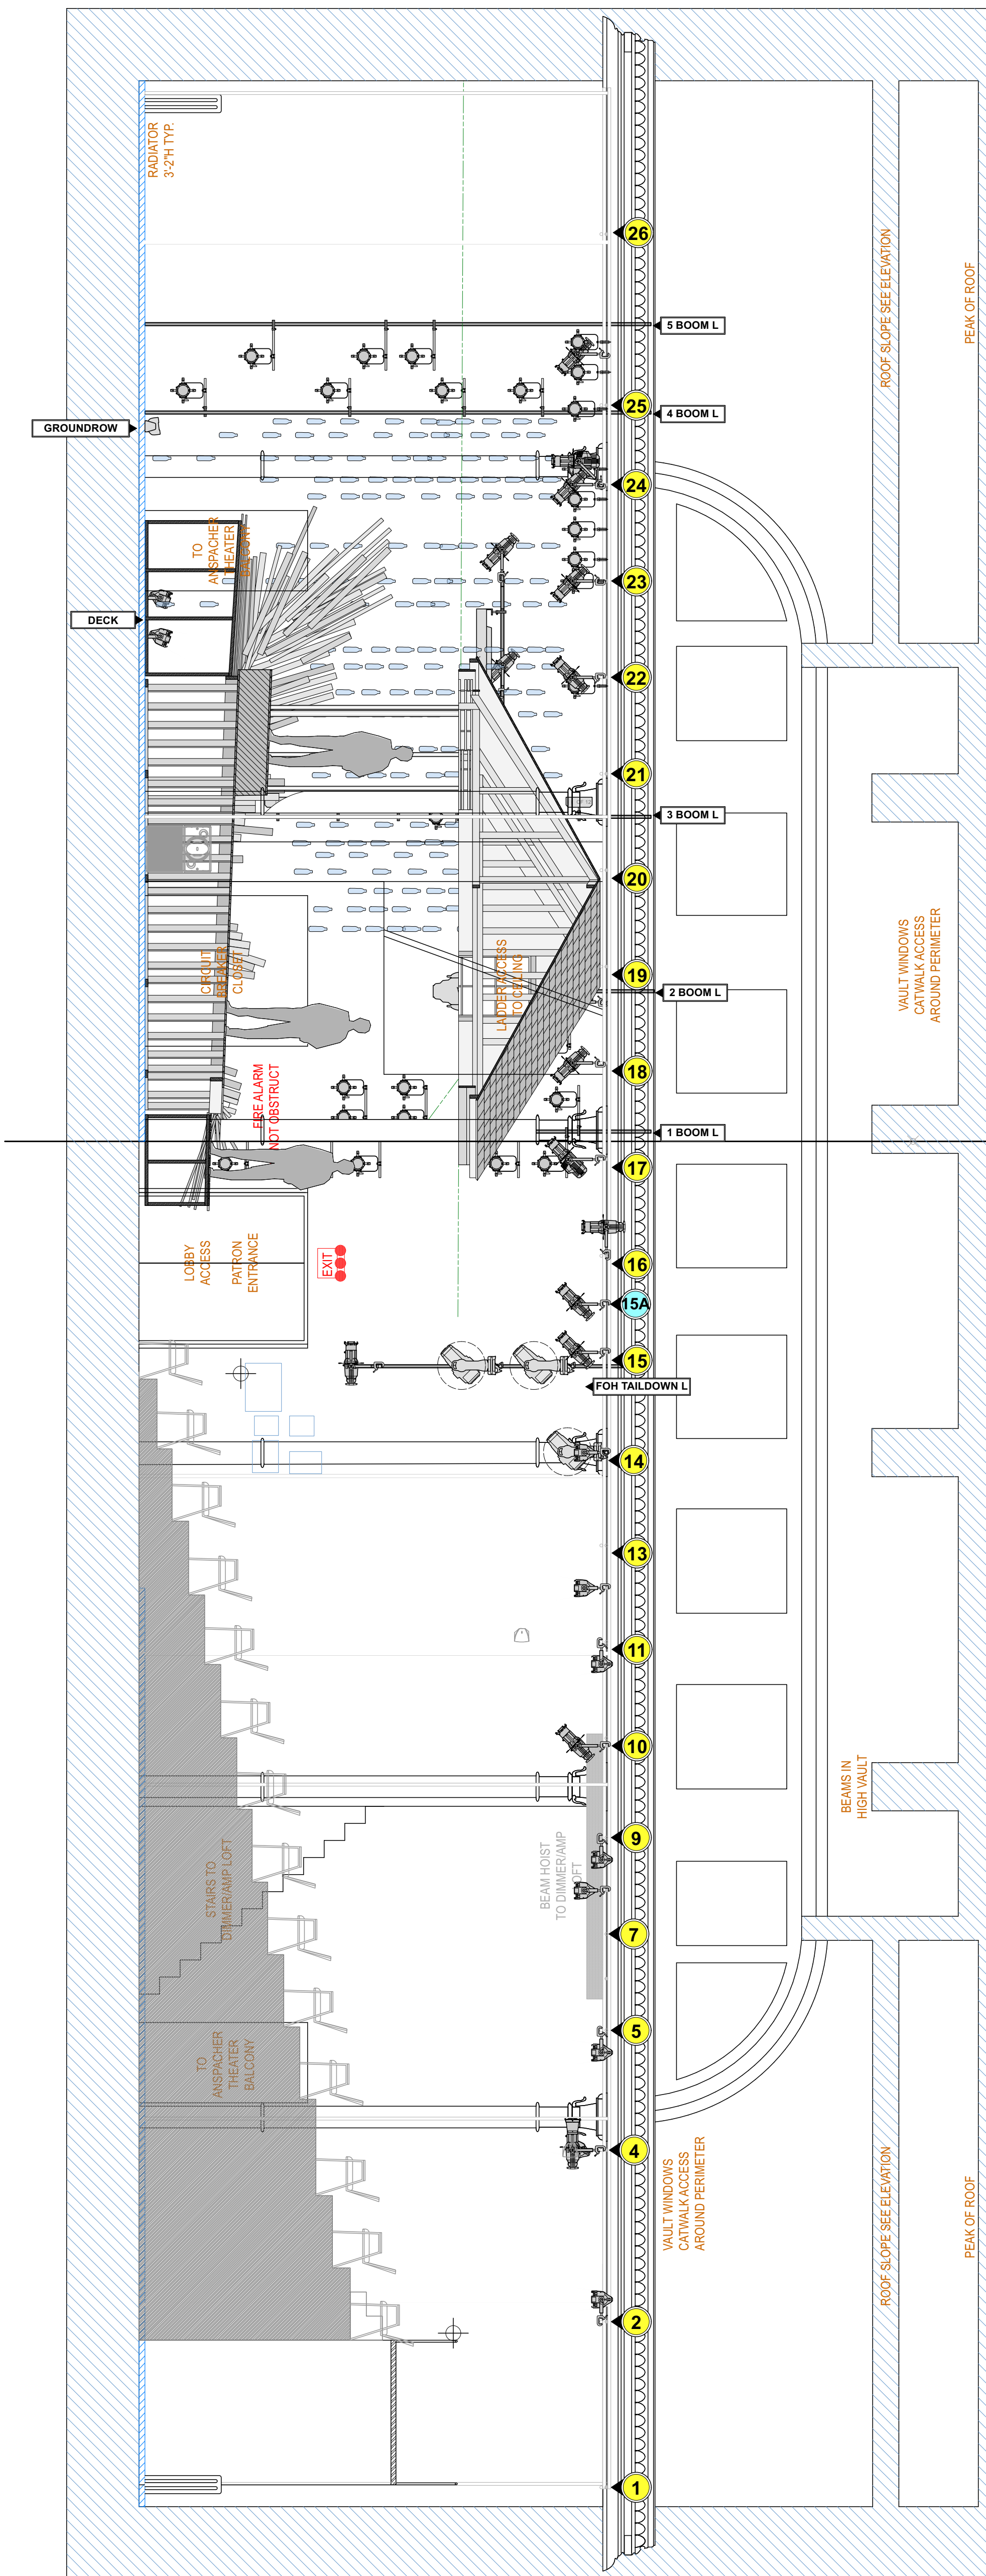 RADIATOR
3'-2"H TYP.
26
5 BOOM L
ROOF SLOPE SEE ELEVATION
PEAK OF ROOF
25
4 BOOM L
GROUNDROW
24
TO
ANSPACHER
THEATER
BALCONY
23
DECK
22
21
3 BOOM L
20
CIRCUIT
BREAKER
CLOSET
LADDER ACCESS
TO CEILING
19
2 BOOM L
VAULT WINDOWS
CATWALK ACCESS
AROUND PERIMETER
18
FIRE ALARM
NOT OBSTRUCT
1 BOOM L
17
LOBBY
ACCESS
PATRON
ENTRANCE
EXIT
16
15A
15
FOH TAILDOWN L
14
13
11
10
BEAMS IN
HIGH VAULT
9
STAIRS TO
DIMMER/AMP LOFT
BEAM HOIST
TO DIMMER/AMP
LOFT
7
5
TO
ANSPACHER
THEATER
BALCONY
4
VAULT WINDOWS
CATWALK ACCESS
AROUND PERIMETER
ROOF SLOPE SEE ELEVATION
PEAK OF ROOF
2
1